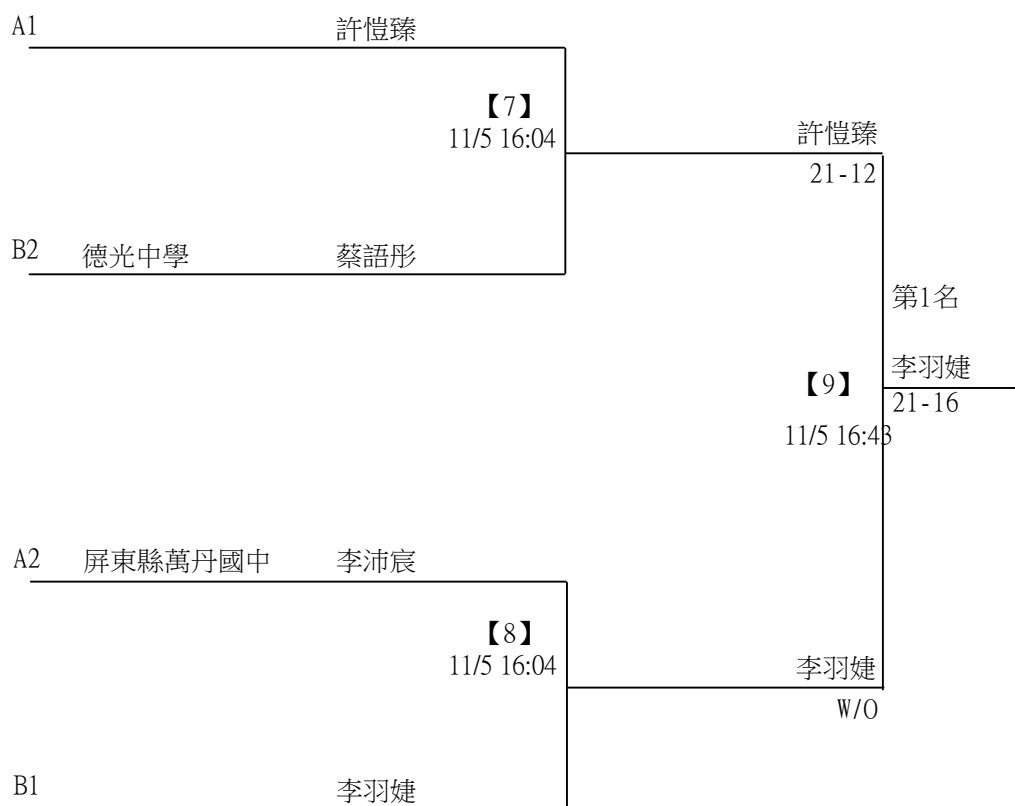 A1 許愷臻
【7】
11/5 16:04
許愷臻
21-12
B2 德光中學 蔡語彤
第1名
李羽婕
【9】
21-16
11/5 16:43
A2 屏東縣萬丹國中 李沛宸
【8】
11/5 16:04
李羽婕
W/O
B1 李羽婕